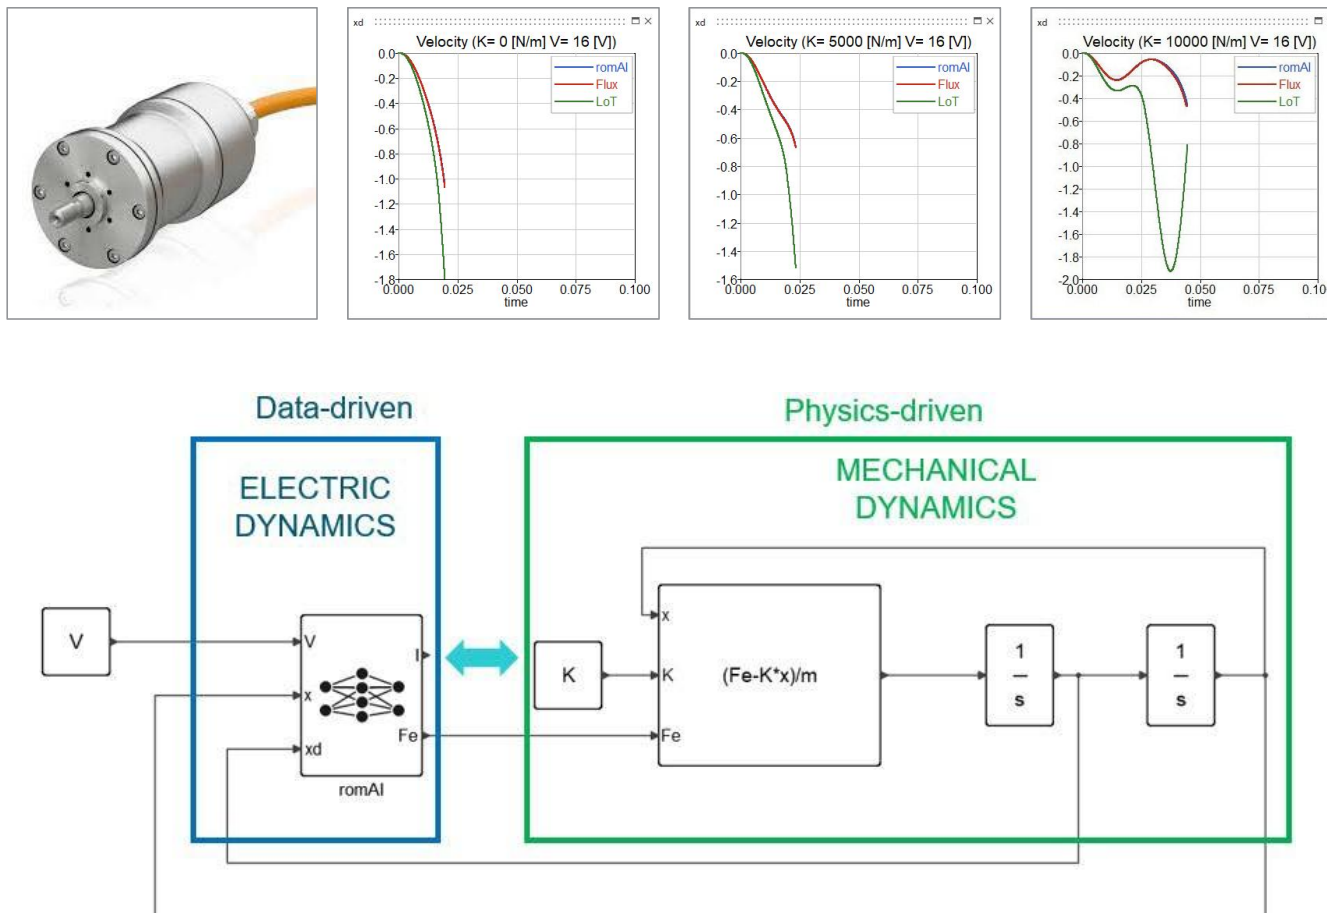 xd
Velocity (K= 0 [N/m] V= 16 [V])
romAI
Flux
LoT
0.0
-0.2
-0.4
-0.6
-0.8
-1.0
-1.2
-1.4
-1.6
-1.8
0.000 0.025 0.050 0.075 0.100
time
xd
Velocity (K= 5000 [N/m] V= 16 [V])
romAI
Flux
LoT
0.0
-0.2
-0.4
-0.6
-0.8
-1.0
-1.2
-1.4
-1.6
0.000 0.025 0.050 0.075 0.100
time
xd
Velocity (K= 10000 [N/m] V= 16 [V])
romAI
Flux
LoT
0.0
-0.2
-0.4
-0.6
-0.8
-1.0
-1.2
-1.4
-1.6
-1.8
-2.0
0.000 0.025 0.050 0.075 0.100
time
Data-driven
ELECTRIC
DYNAMICS
V
V
x
xd
I
Fe
romAI
Physics-driven
MECHANICAL
DYNAMICS
K
x
K
Fe
(Fe-K*x)/m
1
s
1
s